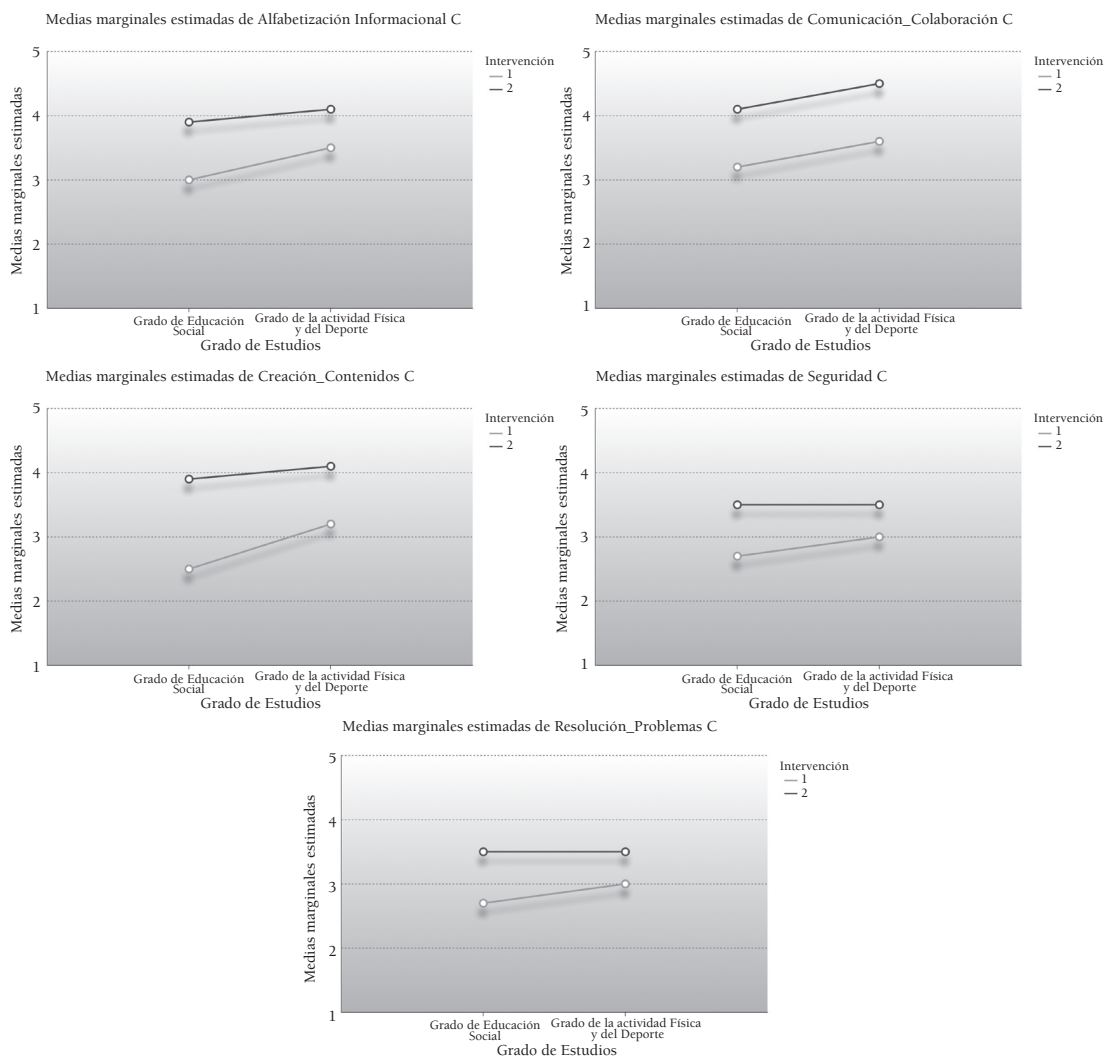 Medias marginales estimadas de Alfabetización Informacional C
Medias marginales estimadas
5
4
3
2
1
Intervención
1
2
Grado de Educación
Social
Grado de la actividad Física
y del Deporte
Grado de Estudios
Medias marginales estimadas de Comunicación_Colaboración C
Medias marginales estimadas
5
4
3
2
1
Intervención
1
2
Grado de Educación
Social
Grado de la actividad Física
y del Deporte
Grado de Estudios
Medias marginales estimadas de Creación_Contenidos C
Medias marginales estimadas
5
4
3
2
1
Intervención
1
2
Grado de Educación
Social
Grado de la actividad Física
y del Deporte
Grado de Estudios
Medias marginales estimadas de Seguridad C
Medias marginales estimadas
5
4
3
2
1
Intervención
1
2
Grado de Educación
Social
Grado de la actividad Física
y del Deporte
Grado de Estudios
Medias marginales estimadas de Resolución_Problemas C
Medias marginales estimadas
5
4
3
2
1
Intervención
1
2
Grado de Educación
Social
Grado de la actividad Física
y del Deporte
Grado de Estudios